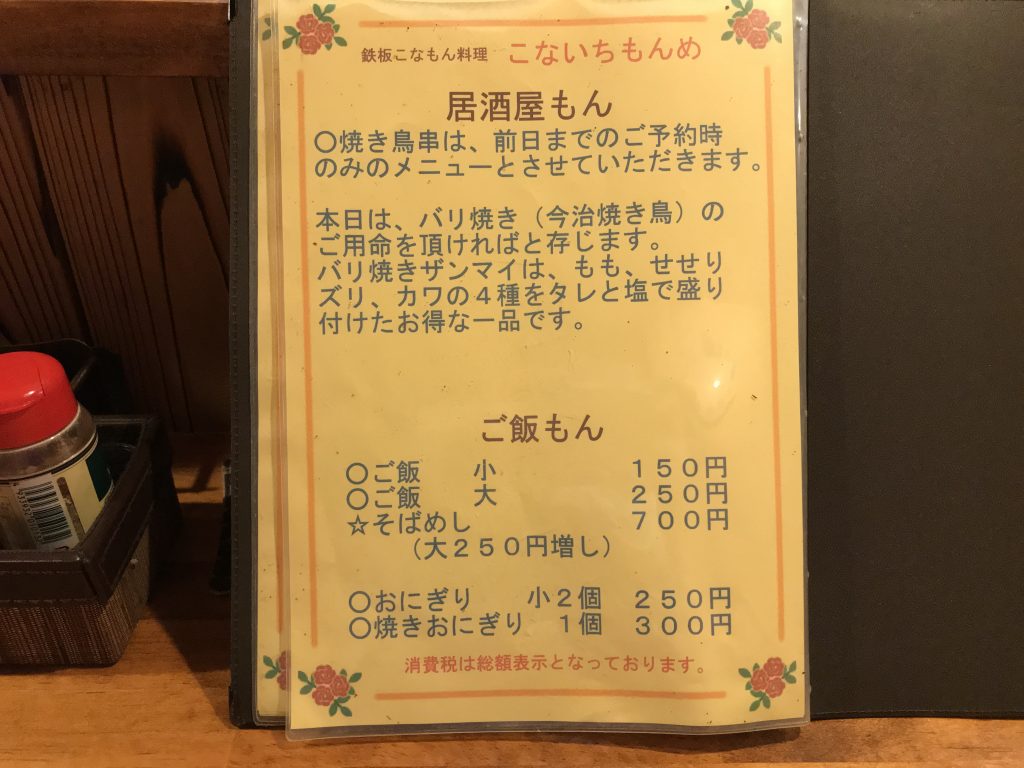 鉄板こなもん料理 こないちもんめ
居酒屋もん
〇焼き鳥串は、前日までのご予約時
のみのメニューとさせていただきます。
本日は、バリ焼き（今治焼き鳥）の
ご用命を頂ければと存じます。
バリ焼きザンマイは、もも、せせり
ズリ、カワの４種をタレと塩で盛り
付けたお得な一品です。
ご飯もん
〇ご飯 小 １５０円
〇ご飯 大 ２５０円
☆そばめし ７００円
（大２５０円増し）
〇おにぎり 小２個 ２５０円
〇焼きおにぎり １個 ３００円
消費税は総額表示となっております。